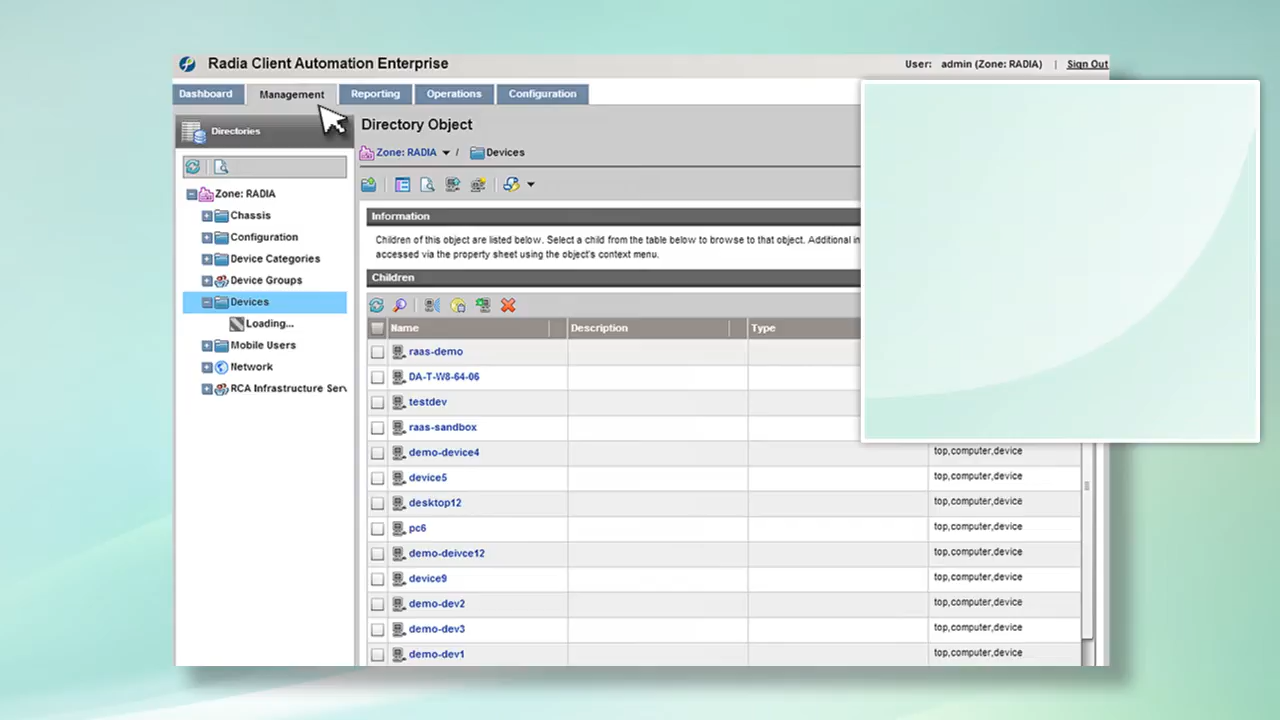 Radia Client Automation Enterprise
User: admin (Zone: RADIA) | Sign Out
Dashboard Management Reporting Operations Configuration
Directories
Directory Object
Zone: RADIA / Devices
Zone: RADIA
Chassis
Configuration
Device Categories
Device Groups
Devices
Loading...
Mobile Users
Network
RCA Infrastructure Serv
Information
Children of this object are listed below. Select a child from the table below to browse to that object. Additional in
accessed via the property sheet using the object's context menu.
Children
Name Description Type
raas-demo
DA-T-W8-64-06
testdev
raas-sandbox
demo-device4 top,computer,device
device5 top,computer,device
desktop12 top,computer,device
pc6 top,computer,device
demo-deivce12 top,computer,device
device9 top,computer,device
demo-dev2 top,computer,device
demo-dev3 top,computer,device
demo-dev1 top,computer,device